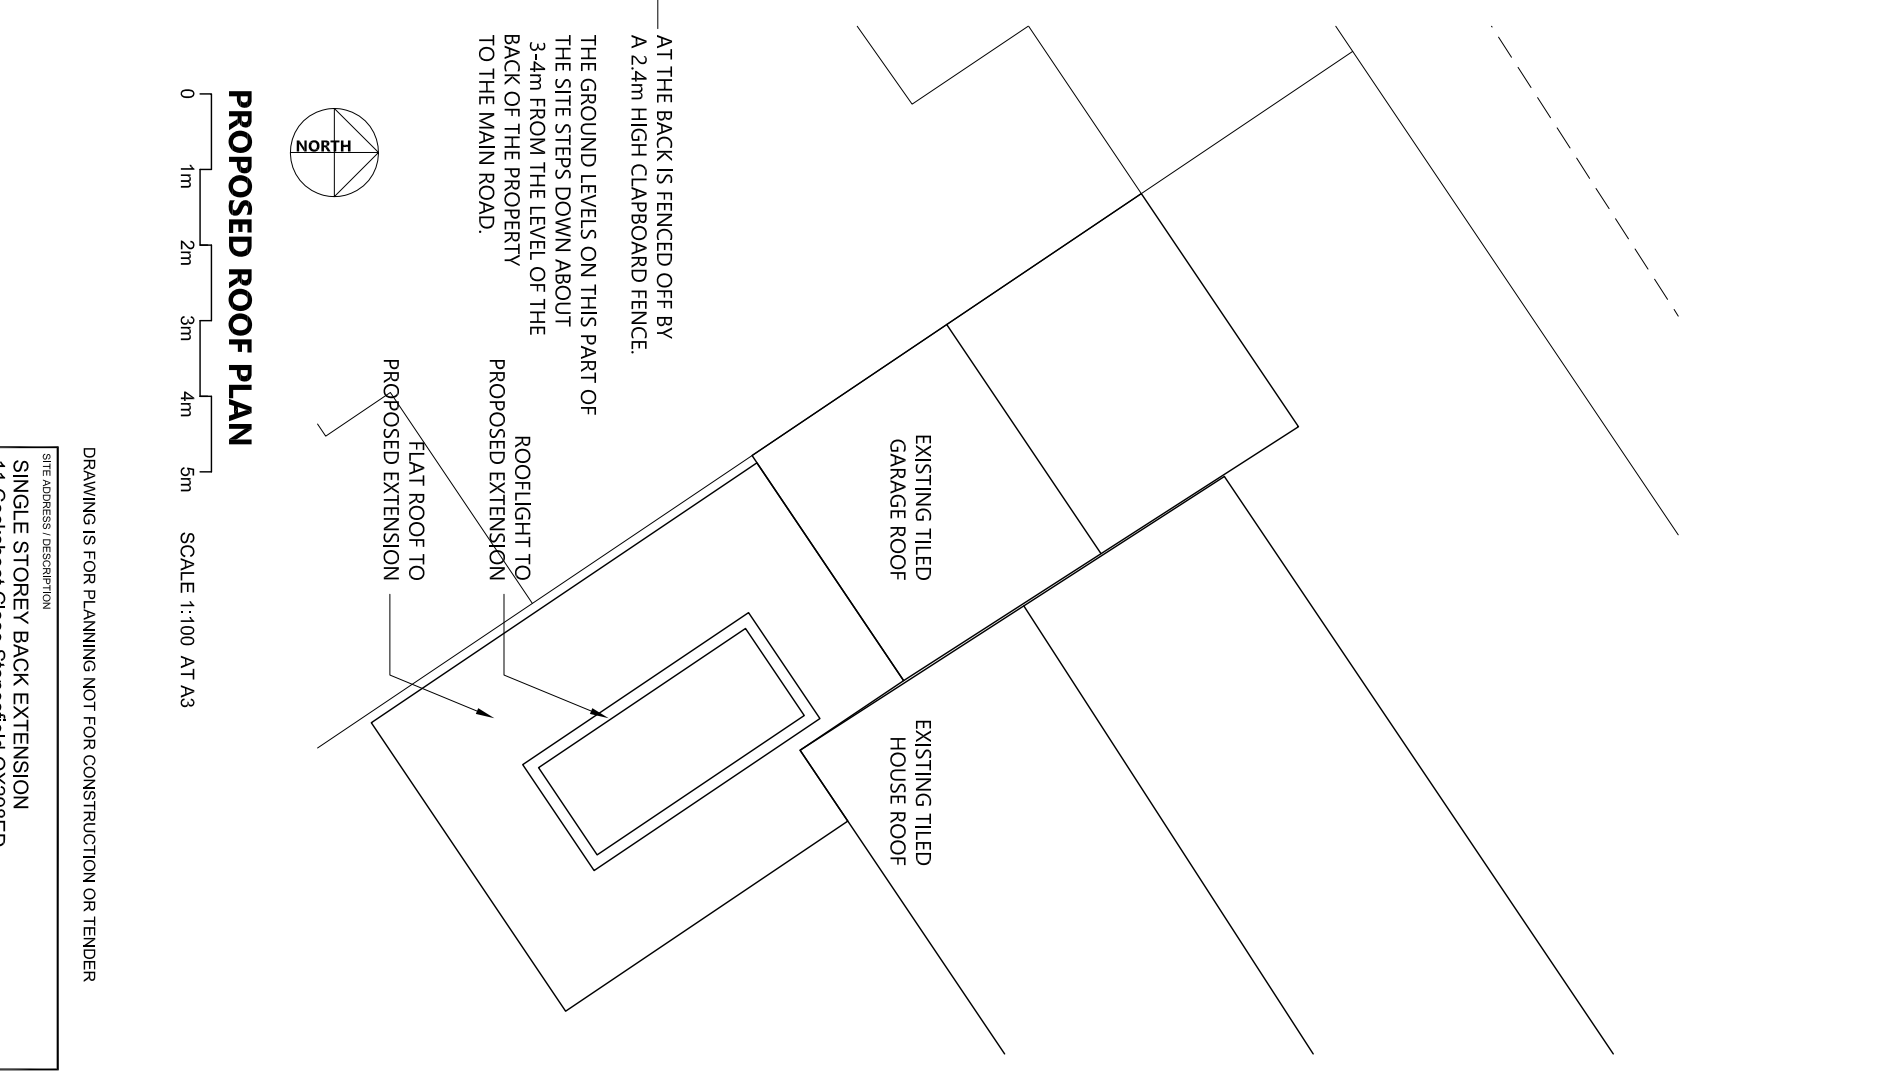 AT THE BACK IS FENCED OFF BY
A 2.4m HIGH CLAPBOARD FENCE.
THE GROUND LEVELS ON THIS PART OF
THE SITE STEPS DOWN ABOUT
3-4m FROM THE LEVEL OF THE
BACK OF THE PROPERTY
TO THE MAIN ROAD.
EXISTING TILED
GARAGE ROOF
EXISTING TILED
HOUSE ROOF
ROOFLIGHT TO
PROPOSED EXTENSION
FLAT ROOF TO
PROPOSED EXTENSION
NORTH
PROPOSED ROOF PLAN
0 1m 2m 3m 4m 5m
SCALE 1:100 AT A3
DRAWING IS FOR PLANNING NOT FOR CONSTRUCTION OR TENDER
SITE ADDRESS / DESCRIPTION
SINGLE STOREY BACK EXTENSION